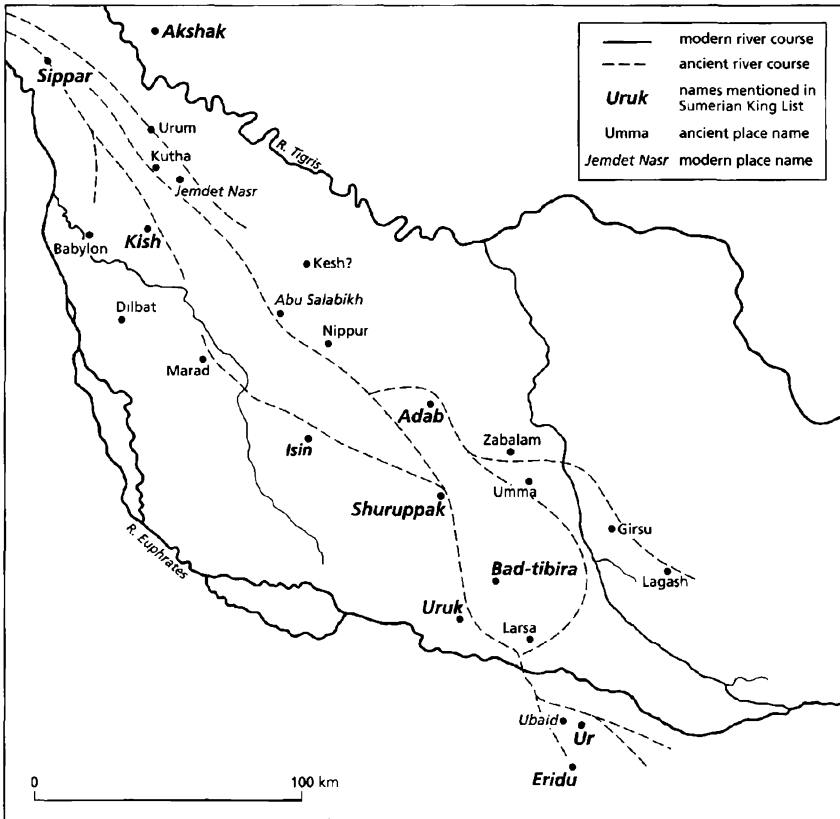 Akshak
Sippar
modern river course
ancient river course
Uruk names mentioned in
Sumerian King List
Umma ancient place name
Jemdet Nasr modern place name
Urum
Kutha
Jemdet Nasr
R. Tigris
Babylon
Kish
Kesh?
Abu Salabikh
Dilbat
Nippur
Marad
Adab
Isin
Zabalam
Umma
Shuruppak
Girsu
R. Euphrates
Bad-tibira
Lagash
Uruk
Larsa
Ubaid
Ur
Eridu
0 100 km